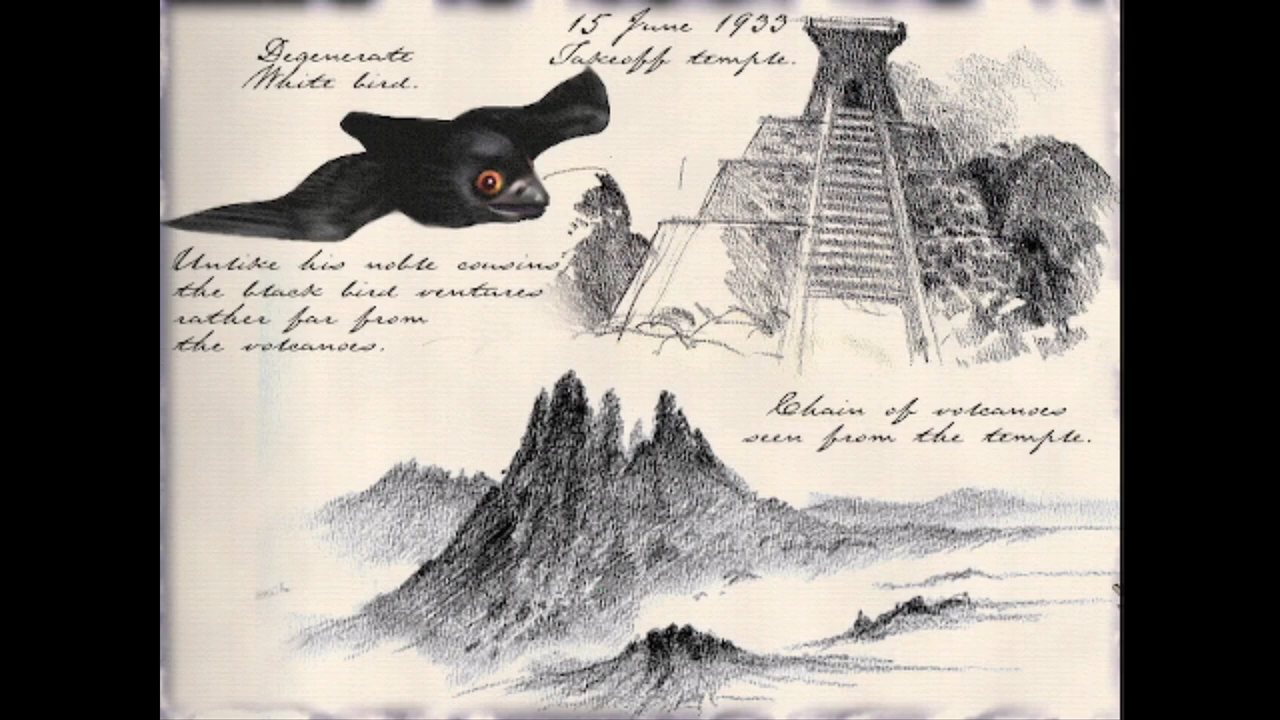 Degenerate
White bird.
15 June 1933
Takeoff temple.
Unlike his noble cousins'
the black bird ventures
rather far from
the volcanoes.
Chain of volcanoes
seen from the temple.